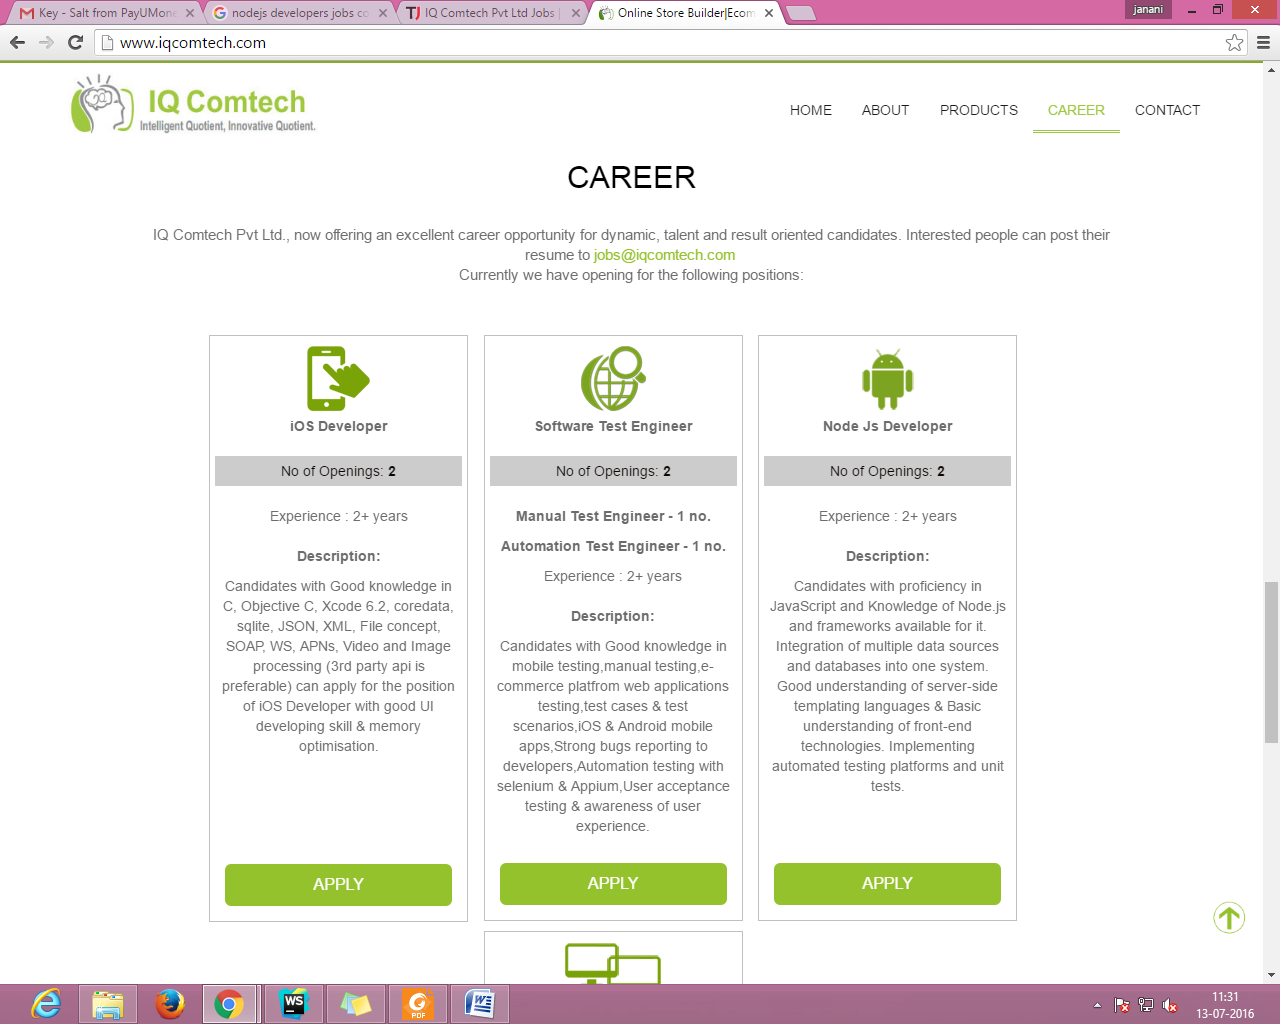 Key - Salt from PayUMone
nodejs developers jobs co
IQ Comtech Pvt Ltd Jobs |
Online Store Builder|Ecom
janani
www.iqcomtech.com
IQ Comtech
Intelligent Quotient, Innovative Quotient.
HOME ABOUT PRODUCTS CAREER CONTACT
CAREER
IQ Comtech Pvt Ltd., now offering an excellent career opportunity for dynamic, talent and result oriented candidates. Interested people can post their
resume to jobs@iqcomtech.com
Currently we have opening for the following positions:
iOS Developer
No of Openings: 2
Experience : 2+ years
Description:
Candidates with Good knowledge in
C, Objective C, Xcode 6.2, coredata,
sqlite, JSON, XML, File concept,
SOAP, WS, APNs, Video and Image
processing (3rd party api is
preferable) can apply for the position
of iOS Developer with good UI
developing skill & memory
optimisation.
APPLY
Software Test Engineer
No of Openings: 2
Manual Test Engineer - 1 no.
Automation Test Engineer - 1 no.
Experience : 2+ years
Description:
Candidates with Good knowledge in
mobile testing,manual testing,e-
commerce platfrom web applications
testing,test cases & test
scenarios,iOS & Android mobile
apps,Strong bugs reporting to
developers,Automation testing with
selenium & Appium,User acceptance
testing & awareness of user
experience.
APPLY
Node Js Developer
No of Openings: 2
Experience : 2+ years
Description:
Candidates with proficiency in
JavaScript and Knowledge of Node.js
and frameworks available for it.
Integration of multiple data sources
and databases into one system.
Good understanding of server-side
templating languages & Basic
understanding of front-end
technologies. Implementing
automated testing platforms and unit
tests.
APPLY
WS
PDF
11:31
13-07-2016